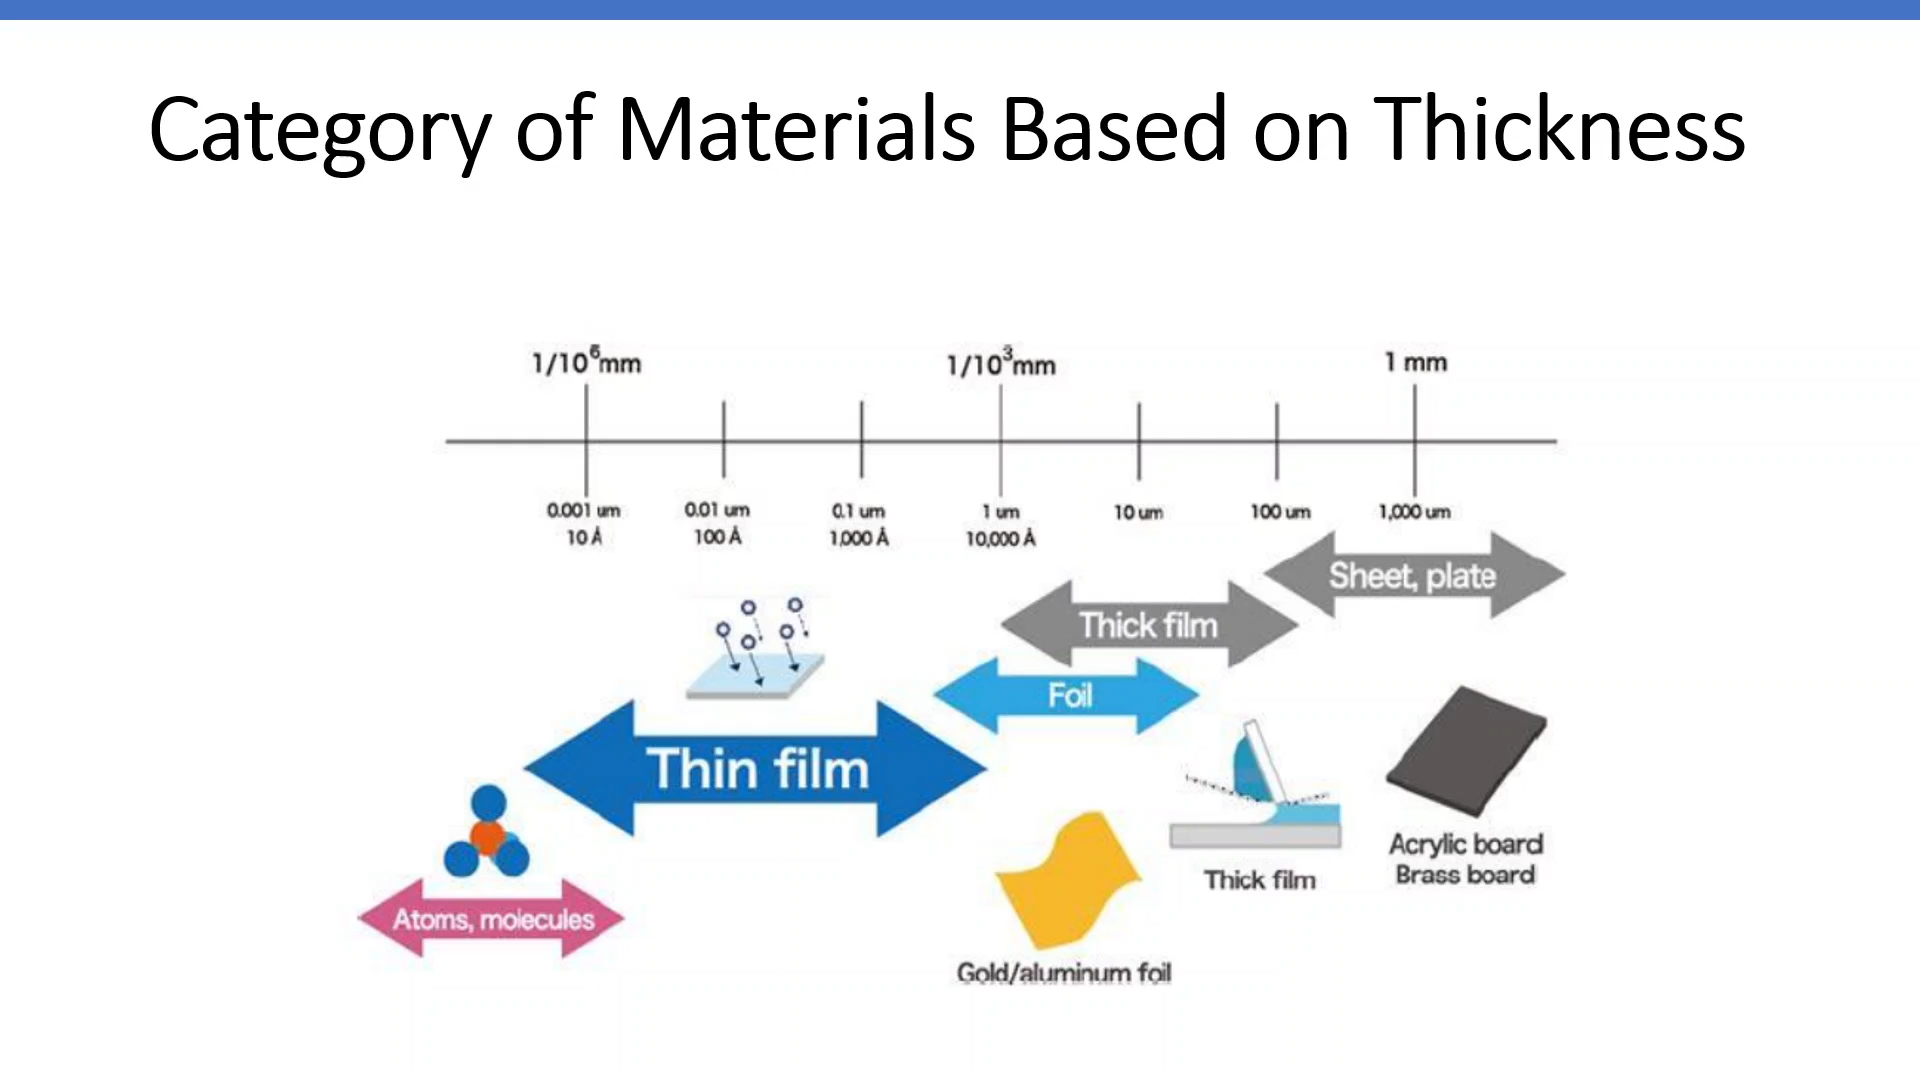 Category of Materials Based on Thickness
1/10⁶mm
1/10³mm
1 mm
0.001 um
0.01 um
0.1 um
1 um
10 um
100 um
1,000 um
10 Å
100 Å
1,000 Å
10,000 Å
Sheet, plate
Thick film
Foil
Thin film
Atoms, molecules
Acrylic board
Brass board
Thick film
Gold/aluminum foil